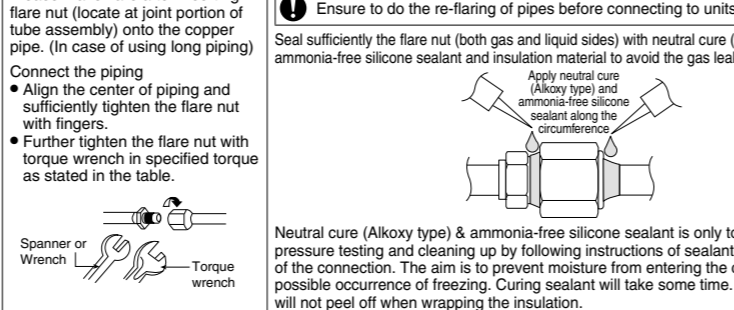 flare nut (locate at joint portion of
tube assembly) onto the copper
pipe. (In case of using long piping)
Connect the piping
● Align the center of piping and
sufficiently tighten the flare nut
with fingers.
● Further tighten the flare nut with
torque wrench in specified torque
as stated in the table.
Spanner or
Wrench
Torque
wrench
Ensure to do the re-flaring of pipes before connecting to units
Seal sufficiently the flare nut (both gas and liquid sides) with neutral cure (
ammonia-free silicone sealant and insulation material to avoid the gas leak
Apply neutral cure
(Alkoxy type) and
ammonia-free silicone
sealant along the
circumference
Neutral cure (Alkoxy type) & ammonia-free silicone sealant is only to
pressure testing and cleaning up by following instructions of sealant
of the connection. The aim is to prevent moisture from entering the
possible occurrence of freezing. Curing sealant will take some time.
will not peel off when wrapping the insulation.